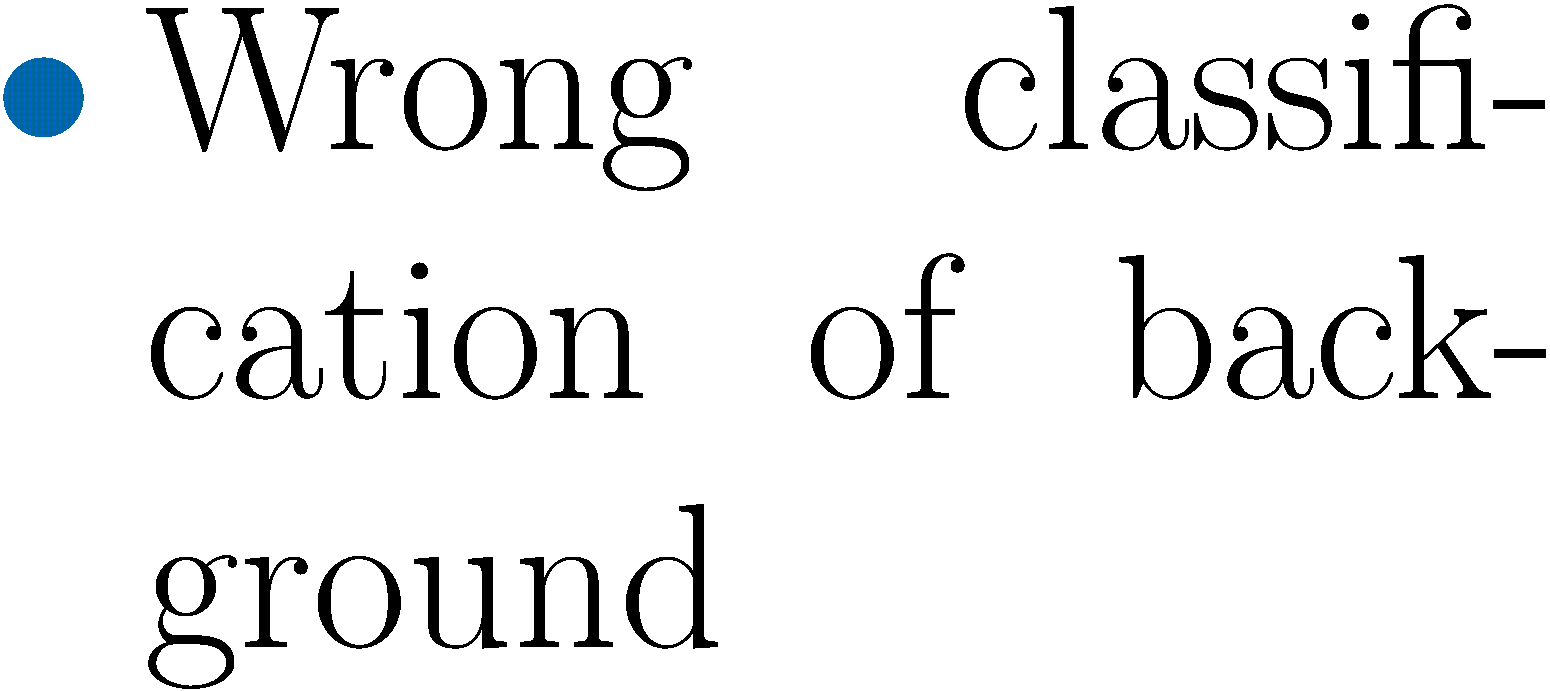 • Wrong classifi-
cation of back-
ground